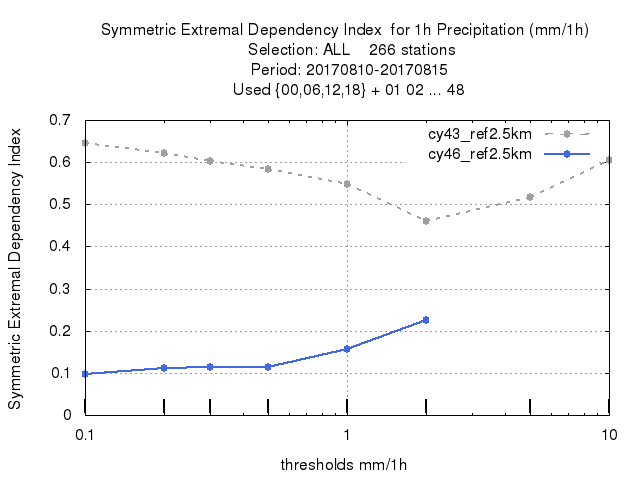 Symmetric Extremal Dependency Index for 1h Precipitation (mm/1h)
Selection: ALL 266 stations
Period: 20170810-20170815
Used {00,06,12,18} + 01 02 ... 48
cy43_ref2.5km
cy46_ref2.5km
Symmetric Extremal Dependency Index
0.7
0.6
0.5
0.4
0.3
0.2
0.1
0
0.1 1 10
thresholds mm/1h